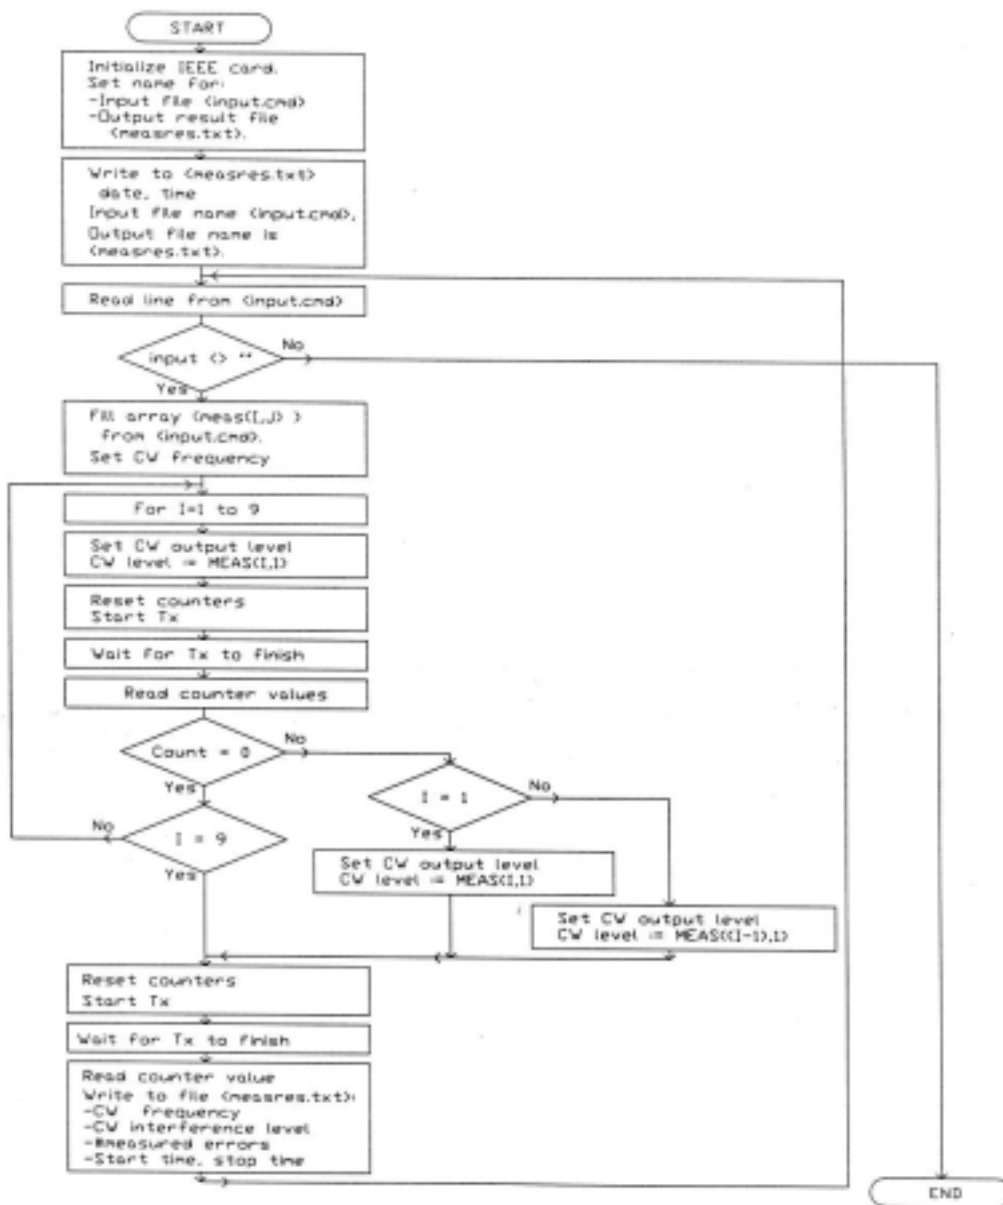 START
Initialize IEEE card.
Set name for:
-Input file (input.cmd)
-Output result file
(measres.txt).
Write to (measres.txt)
date, time
Input file name (input.cmd),
Output file name is
(measres.txt).
Read line from (input.cmd)
input <> ""
No
Yes
Fill array (meas(I,J) )
from (input.cmd).
Set CW frequency
For I=1 to 9
Set CW output level
CW level := MEAS(I,1)
Reset counters
Start Tx
Wait for Tx to finish
Read counter values
Count = 0
No
Yes
I = 1
No
Yes
I = 9
No
Yes
Set CW output level
CW level := MEAS(I,1)
Set CW output level
CW level := MEAS((I-1),1)
Reset counters
Start Tx
Wait for Tx to finish
Read counter value
Write to file (measres.txt):
-CW frequency
-CW interference level
-#measured errors
-Start time, stop time
END